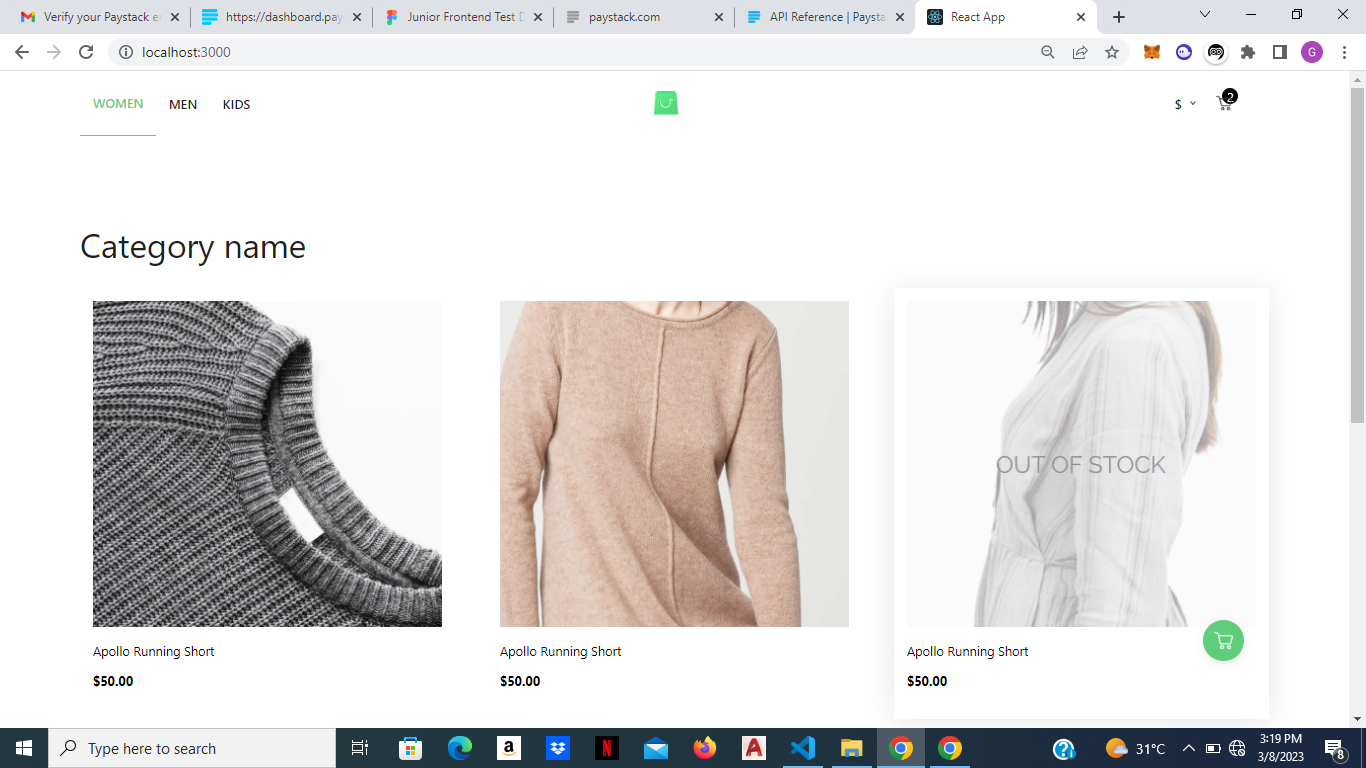 Verify your Paystack er
https://dashboard.pay
Junior Frontend Test D
paystack.com
API Reference | Paysta
React App
localhost:3000
G
WOMEN
MEN
KIDS
$
2
Category name
OUT OF STOCK
Apollo Running Short
$50.00
Apollo Running Short
$50.00
Apollo Running Short
$50.00
Type here to search
31°C
3:19 PM
3/8/2023
8